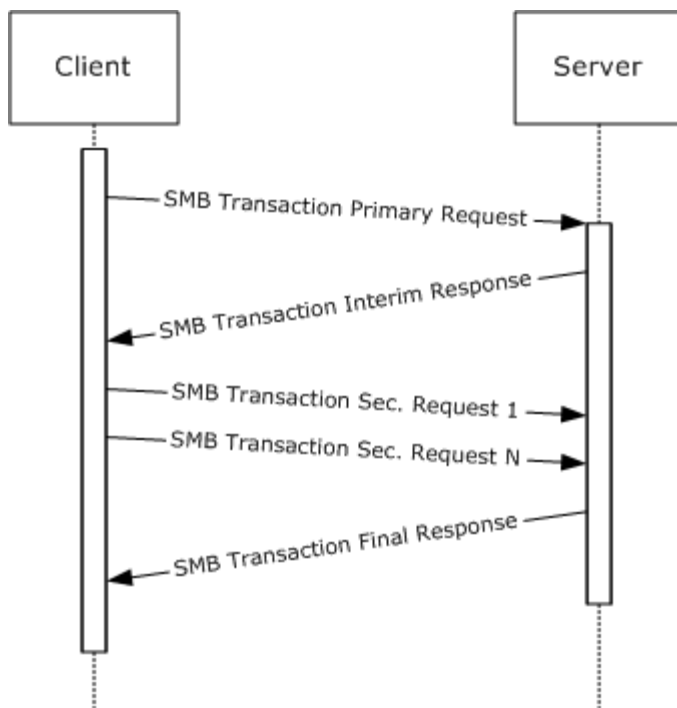 Client
Server
SMB Transaction Primary Request
SMB Transaction Interim Response
SMB Transaction Sec. Request 1
SMB Transaction Sec. Request N
SMB Transaction Final Response